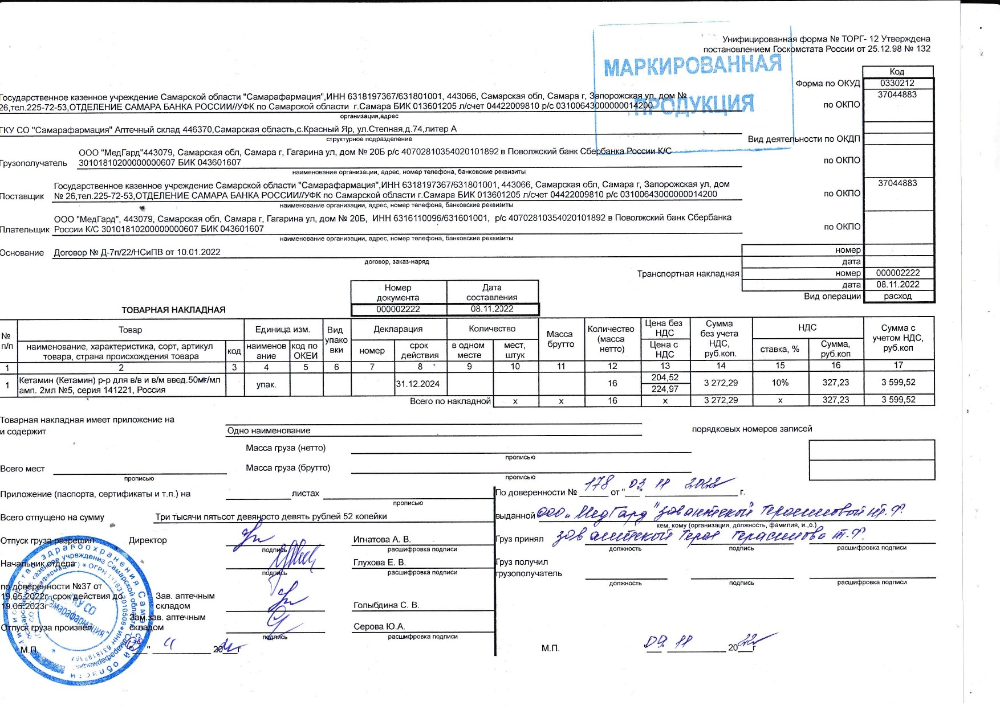 Унифицированная форма № ТОРГ- 12 Утверждена
постановлением Госкомстата России от 25.12.98 № 132
МАРКИРОВАННАЯ
ПРОДУКЦИЯ
Код
Форма по ОКУД 0330212
Государственное казенное учреждение Самарской области "Самарафармация",ИНН 6318197367/631801001, 443066, Самарская обл, Самара г, Запорожская ул, дом №
26,тел.225-72-53,ОТДЕЛЕНИЕ САМАРА БАНКА РОССИИ//УФК по Самарской области г.Самара БИК 013601205 л/счет 04422009810 р/с 03100643000000014200
по ОКПО 37044883
организация,адрес
ГКУ СО "Самарафармация" Аптечный склад 446370,Самарская область,с.Красный Яр, ул.Степная,д.74,литер А
структурное подразделение
Вид деятельности по ОКДП
Грузополучатель
ООО "МедГард"443079, Самарская обл, Самара г, Гагарина ул, дом № 20Б р/с 40702810354020101892 в Поволжский банк Сбербанка России К/С
30101810200000000607 БИК 043601607
по ОКПО
наименование организации, адрес, номер телефона, банковские реквизиты
Поставщик
Государственное казенное учреждение Самарской области "Самарафармация",ИНН 6318197367/631801001, 443066, Самарская обл, Самара г, Запорожская ул, дом
№ 26,тел.225-72-53,ОТДЕЛЕНИЕ САМАРА БАНКА РОССИИ//УФК по Самарской области г.Самара БИК 013601205 л/счет 04422009810 р/с 03100643000000014200
по ОКПО 37044883
наименование организации, адрес, номер телефона, банковские реквизиты
Плательщик
ООО "МедГард", 443079, Самарская обл, Самара г, Гагарина ул, дом № 20Б, ИНН 6316110096/631601001, р/с 40702810354020101892 в Поволжский банк Сбербанка
России К/С 30101810200000000607 БИК 043601607
по ОКПО
наименование организации, адрес, номер телефона, банковские реквизиты
Основание Договор № Д-7п/22/НСиПВ от 10.01.2022
договор, заказ-наряд
номер
дата
Транспортная накладная номер 000002222
дата 08.11.2022
Вид операции расход
Номер документа Дата составления
ТОВАРНАЯ НАКЛАДНАЯ 000002222 08.11.2022
№ п/п Товар Единица изм. Вид упако вки Декларация Количество Масса брутто Количество (масса нетто) Цена без НДС Сумма без учета НДС, руб.коп. НДС Сумма с учетом НДС, руб.коп
наименование, характеристика, сорт, артикул товара, страна происхождения товара код наименов ание код по ОКЕИ номер срок действия в одном месте мест, штук Цена с НДС ставка, % Сумма, руб.коп
1 2 3 4 5 6 7 8 9 10 11 12 13 14 15 16 17
1 Кетамин (Кетамин) р-р для в/в и в/м введ.50мг/мл амп. 2мл №5, серия 141221, Россия упак. 31.12.2024 16 204,52 224,97 3 272,29 10% 327,23 3 599,52
Всего по накладной х х 16 х 3 272,29 х 327,23 3 599,52
Товарная накладная имеет приложение на
и содержит Одно наименование порядковых номеров записей
Масса груза (нетто)
прописью
Всего мест Масса груза (брутто)
прописью прописью
Приложение (паспорта, сертификаты и т.п.) на листах
прописью
Всего отпущено на сумму Три тысячи пятьсот девяносто девять рублей 52 копейки
Отпуск груза разрешил Директор Игнатова А. В.
подпись расшифровка подписи
Начальник отдела Глухова Е. В.
подпись расшифровка подписи
по доверенности №37 от
19.05.2022г. срок действия до
19.05.2023г
Зав. аптечным
складом Голыбдина С. В.
Зам.зав. аптечным
Отпуск груза произвел складом Серова Ю.А.
подпись расшифровка подписи
М.П. " " 20 г
ГКУ СО
"Самарафармация"
По доверенности № 178 от "03" 11 2022 г.
выданной ООО "МедГард" зав аптекой Герасимовой Т.Ф.
кем, кому (организация, должность, фамилия, и.,о.)
Груз принял зав аптекой Герасимова Т.Ф.
должность подпись расшифровка подписи
Груз получил
грузополучатель
должность подпись расшифровка подписи
М.П. 09 11 2022г